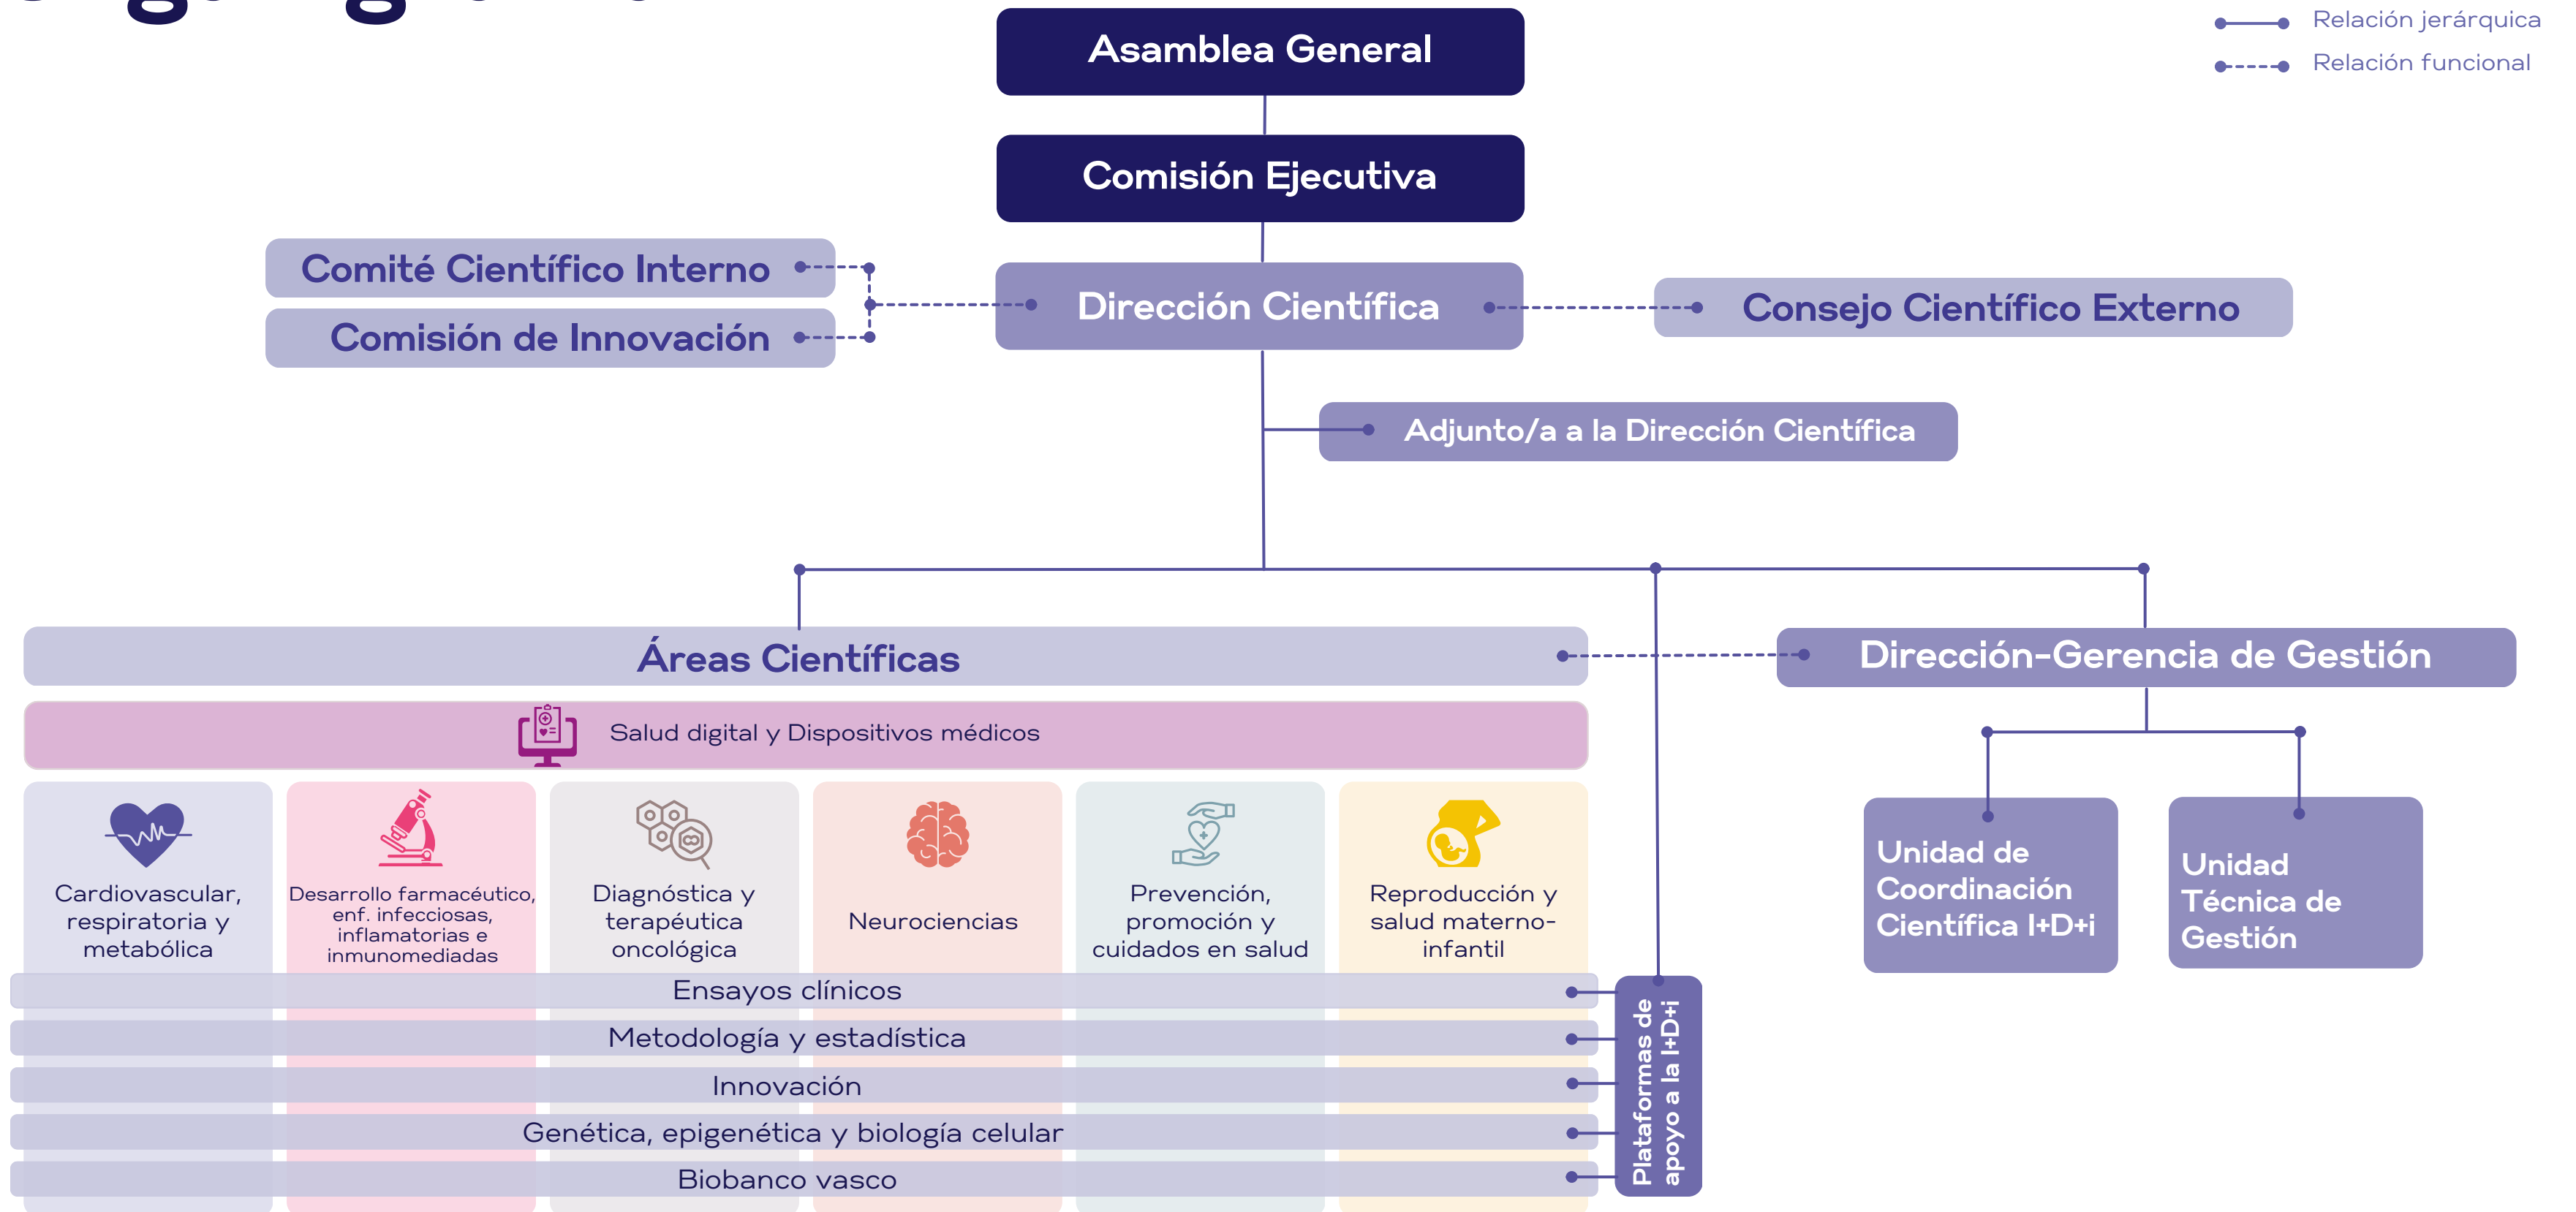 Relación jerárquica
Relación funcional
Asamblea General
Comisión Ejecutiva
Comité Científico Interno
Comisión de Innovación
Dirección Científica
Consejo Científico Externo
Adjunto/a a la Dirección Científica
Áreas Científicas
Dirección-Gerencia de Gestión
Salud digital y Dispositivos médicos
Cardiovascular,
respiratoria y
metabólica
Desarrollo farmacéutico,
enf. infecciosas,
inflamatorias e
inmunomediadas
Diagnóstica y
terapéutica
oncológica
Neurociencias
Prevención,
promoción y
cuidados en salud
Reproducción y
salud materno-
infantil
Unidad de
Coordinación
Científica I+D+i
Unidad
Técnica de
Gestión
Ensayos clínicos
Metodología y estadística
Innovación
Genética, epigenética y biología celular
Biobanco vasco
Plataformas de
apoyo a la I+D+i